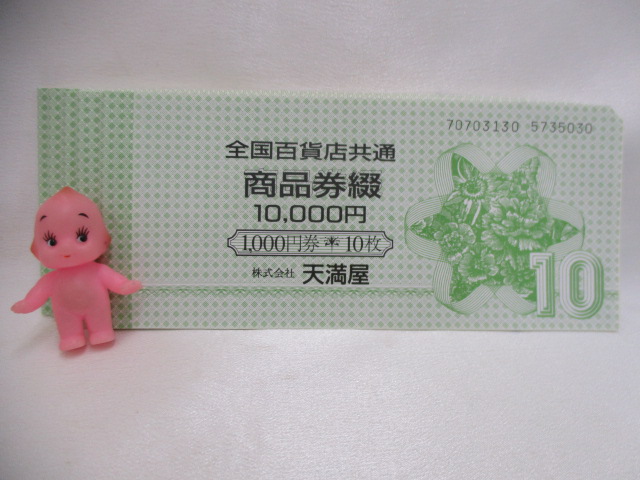 70703130 5735030
全国百貨店共通
商品券綴
10,000円
1,000円券＊10枚
株式会社 天満屋
10